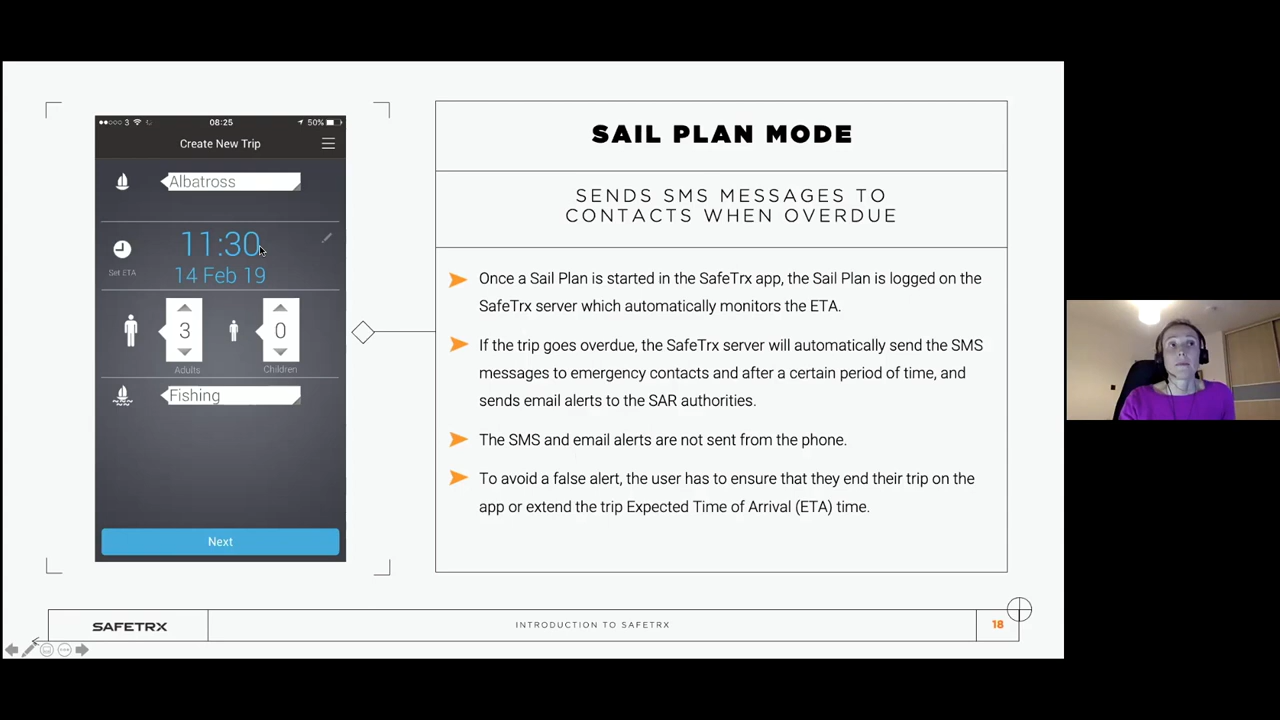 3 08:25 50%
Create New Trip
Albatross
11:30
Set ETA
14 Feb 19
3 0
Adults Children
Fishing
Next
SAIL PLAN MODE
SENDS SMS MESSAGES TO
CONTACTS WHEN OVERDUE
Once a Sail Plan is started in the SafeTrx app, the Sail Plan is logged on the
SafeTrx server which automatically monitors the ETA.
If the trip goes overdue, the SafeTrx server will automatically send the SMS
messages to emergency contacts and after a certain period of time, and
sends email alerts to the SAR authorities.
The SMS and email alerts are not sent from the phone.
To avoid a false alert, the user has to ensure that they end their trip on the
app or extend the trip Expected Time of Arrival (ETA) time.
SAFETRX INTRODUCTION TO SAFETRX 18